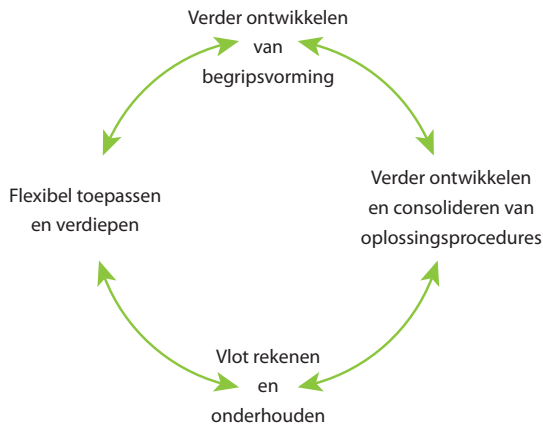 Verder ontwikkelen
van
begripsvorming
Flexibel toepassen
en verdiepen
Verder ontwikkelen
en consolideren van
oplossingsprocedures
Vlot rekenen
en
onderhouden